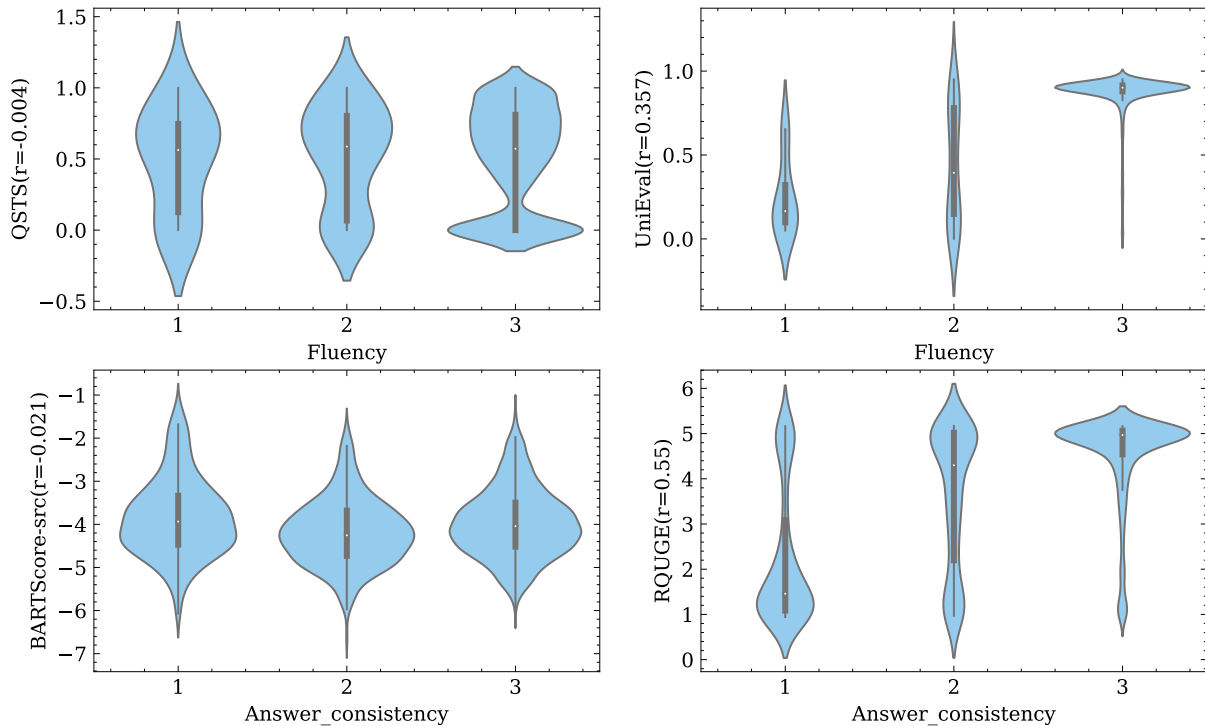 QSTS(r=-0.004)
1.5
1.0
0.5
0.0
−0.5
1 2 3
Fluency
UniEval(r=0.357)
1.0
0.5
0.0
1 2 3
Fluency
BARTScore-src(r=-0.021)
−1
−2
−3
−4
−5
−6
−7
1 2 3
Answer_consistency
RQUGE(r=0.55)
6
5
4
3
2
1
0
1 2 3
Answer_consistency